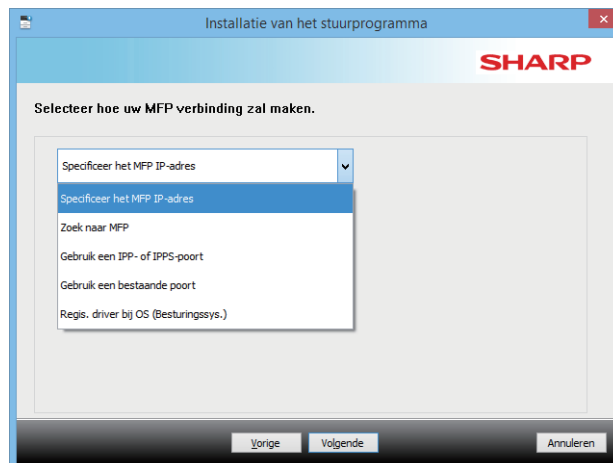 Installatie van het stuurprogramma
SHARP
Selecteer hoe uw MFP verbinding zal maken.
Specificeer het MFP IP-adres
Specificeer het MFP IP-adres
Zoek naar MFP
Gebruik een IPP- of IPPS-poort
Gebruik een bestaande poort
Regis. driver bij OS (Besturingssys.)
Vorige Volgende Annuleren